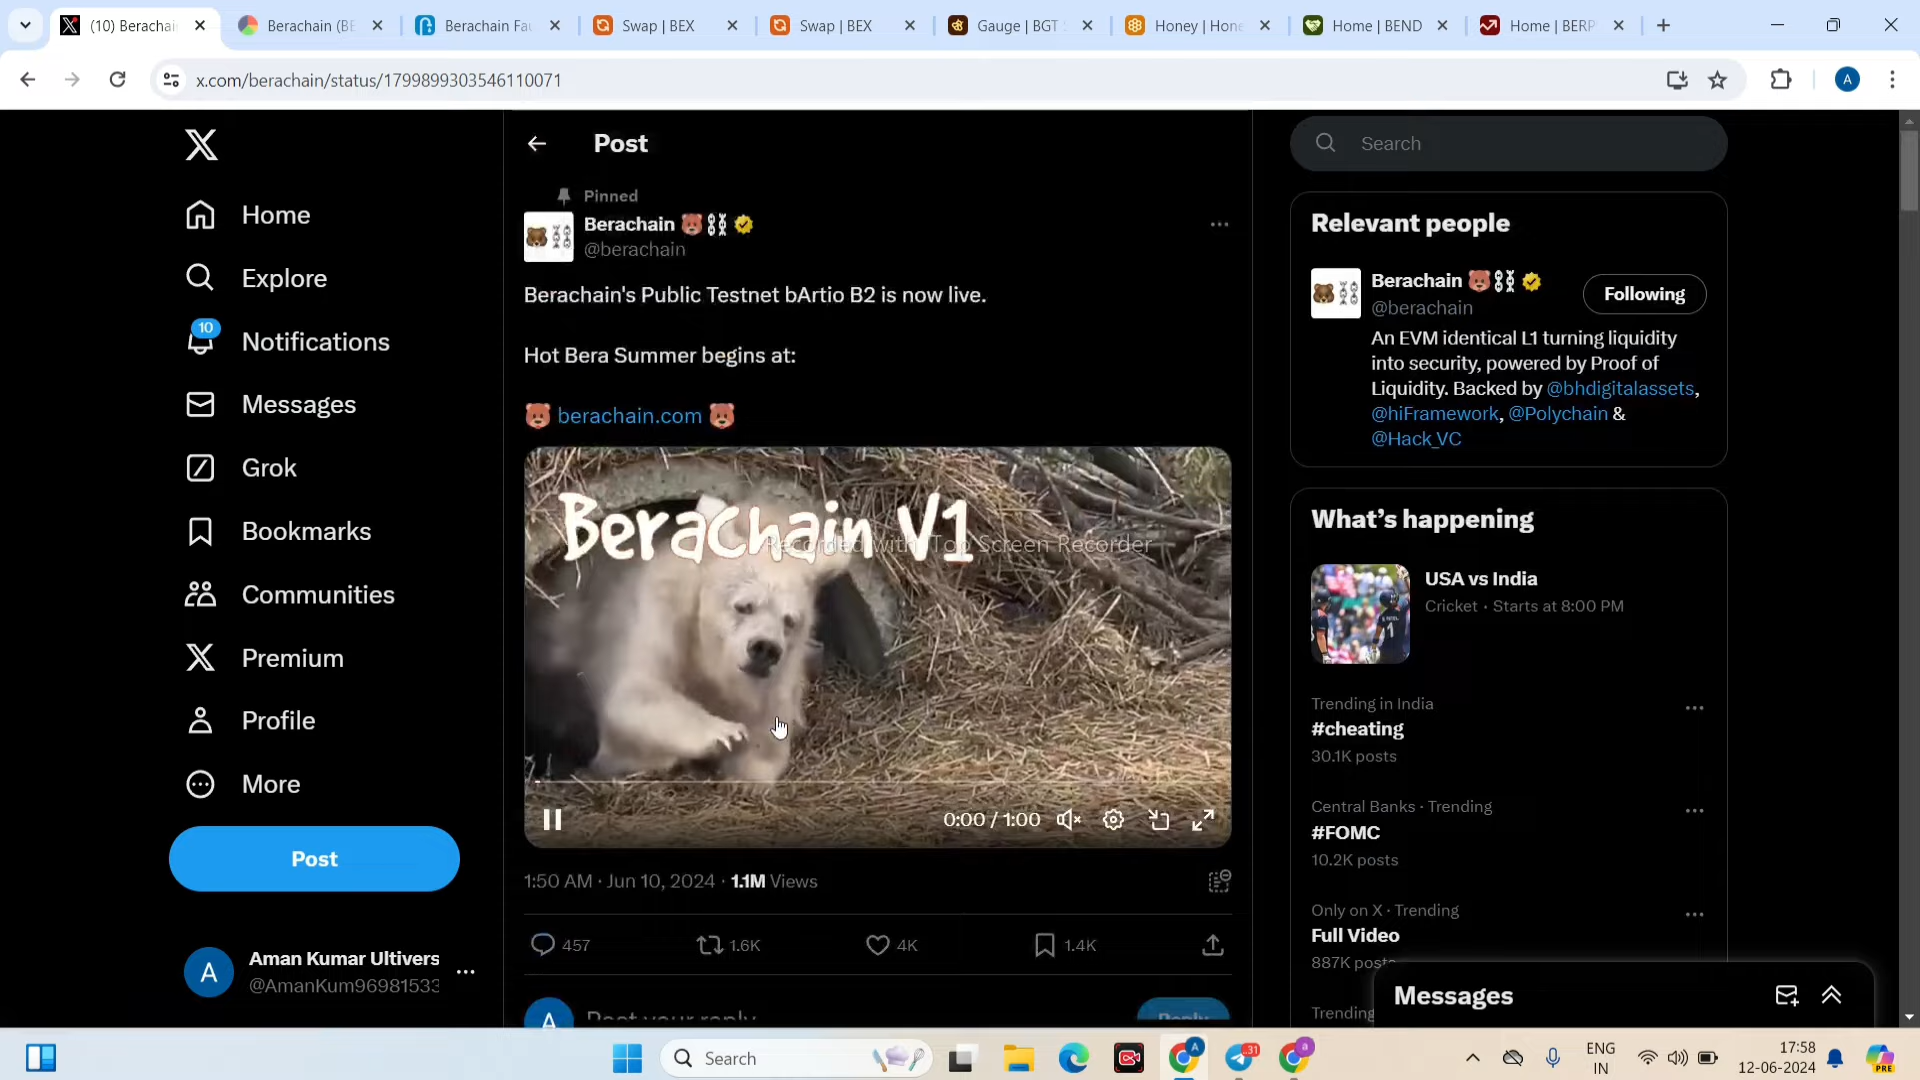 (10) Berachain
Berachain (BE
Berachain Fau
Swap | BEX
Swap | BEX
Gauge | BGT S
Honey | Hone
Home | BEND
Home | BERP
x.com/berachain/status/1799899303546110071
A
Home
Explore
10
Notifications
Messages
Grok
Bookmarks
Communities
Premium
Profile
More
Post
A
Aman Kumar Ultivers
@AmanKum96981533
Post
Pinned
Berachain 🐻⛓
@berachain
Berachain's Public Testnet bArtio B2 is now live.
Hot Bera Summer begins at:
🐻 berachain.com 🐻
Berachain V1
Recorded with iTop Screen Recorder
0:00 / 1:00
1:50 AM · Jun 10, 2024 · 1.1M Views
457
1.6K
4K
1.4K
A
Post your reply
Reply
Search
Relevant people
Berachain 🐻⛓
@berachain
Following
An EVM identical L1 turning liquidity
into security, powered by Proof of
Liquidity. Backed by @bhdigitalassets,
@hiFramework, @Polychain &
@Hack_VC
What's happening
USA vs India
Cricket · Starts at 8:00 PM
Trending in India
#cheating
30.1K posts
Central Banks · Trending
#FOMC
10.2K posts
Only on X · Trending
Full Video
887K posts
Trending
Messages
Search
A
31
a
ENG
IN
17:58
12-06-2024
PRE